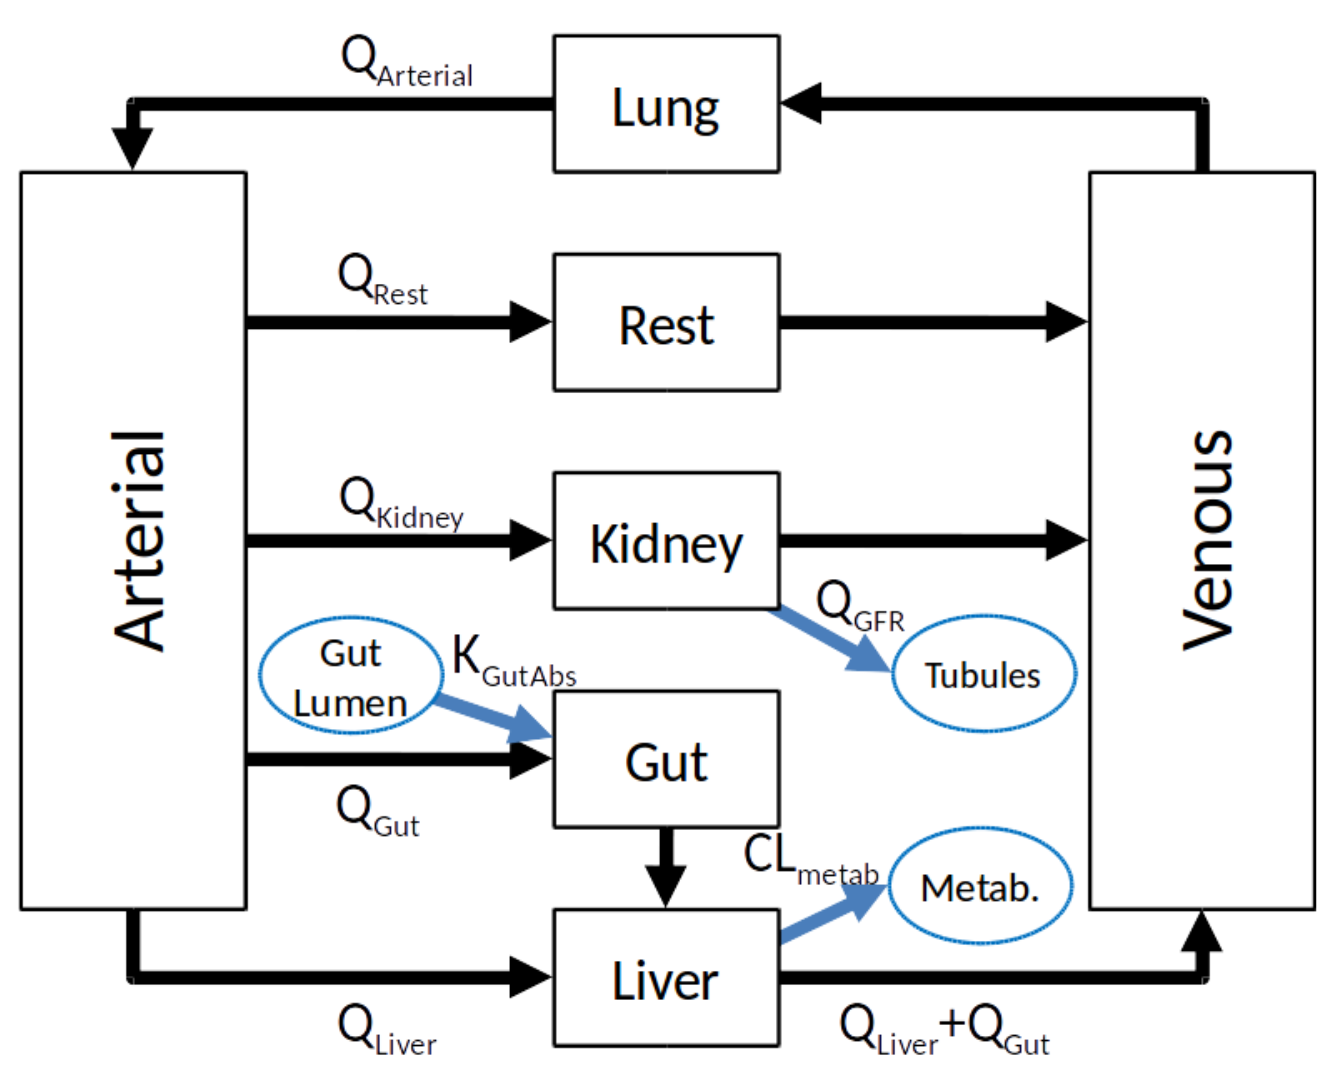 QArterial
Lung
QRest
Rest
Arterial
Venous
QKidney
Kidney
QGFR
Gut
Lumen
KGutAbs
Tubules
Gut
QGut
CLmetab
Metab.
Liver
QLiver
QLiver+QGut